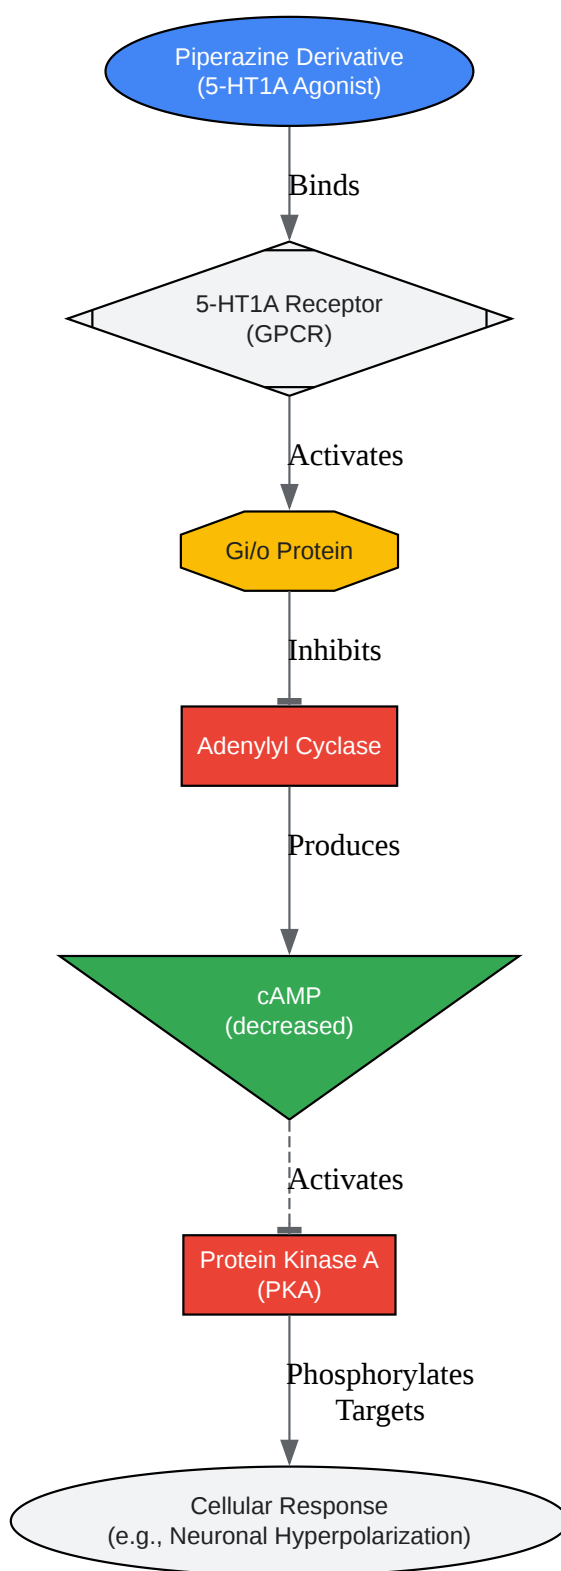 Piperazine Derivative
(5-HT1A Agonist)
Binds
5-HT1A Receptor
(GPCR)
Activates
Gi/o Protein
Inhibits
Adenylyl Cyclase
Produces
cAMP
(decreased)
Activates
Protein Kinase A
(PKA)
Phosphorylates
Targets
Cellular Response
(e.g., Neuronal Hyperpolarization)